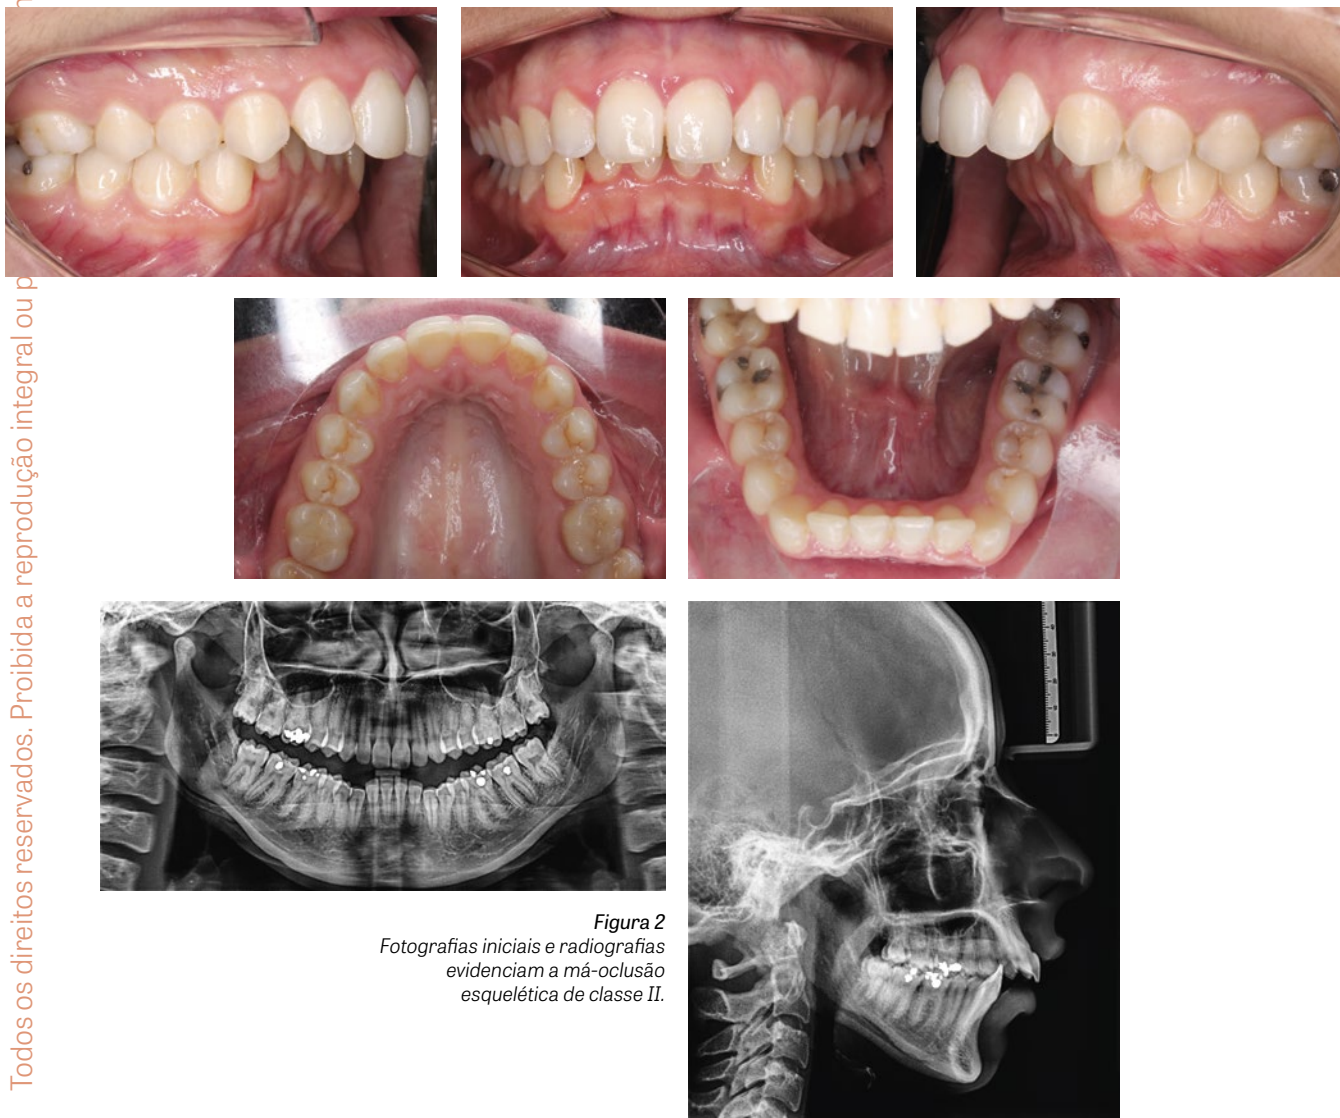 Todos os direitos reservados. Proibida a reprodução integral ou
Figura 2
Fotografias iniciais e radiografias
evidenciam a má-oclusão
esquelética de classe II.